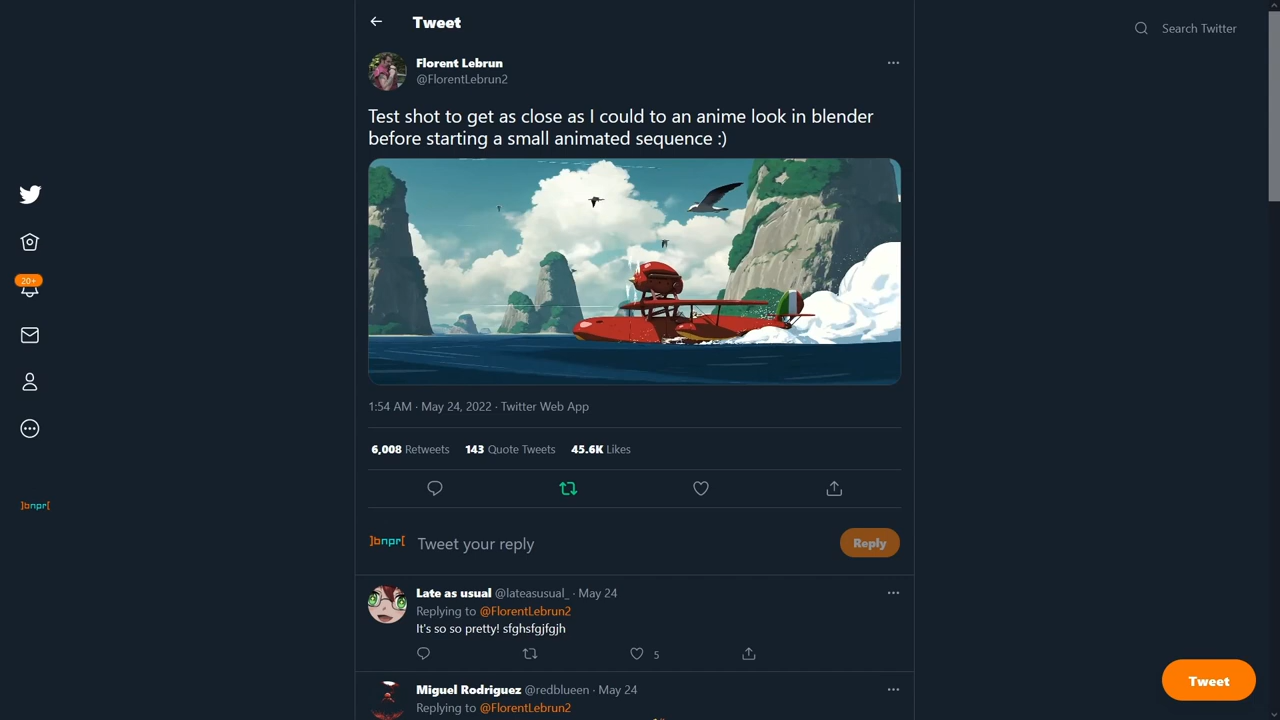 Tweet
Search Twitter
Florent Lebrun
@FlorentLebrun2
Test shot to get as close as I could to an anime look in blender
before starting a small animated sequence :)
20+
1:54 AM · May 24, 2022 · Twitter Web App
6,008 Retweets 143 Quote Tweets 45.6K Likes
]bnpr[
]bnpr[
Tweet your reply
Reply
Late as usual @lateasusual_ · May 24
Replying to @FlorentLebrun2
It's so so pretty! sfghsfgjfgjh
5
Miguel Rodriguez @redblueen · May 24
Replying to @FlorentLebrun2
Tweet